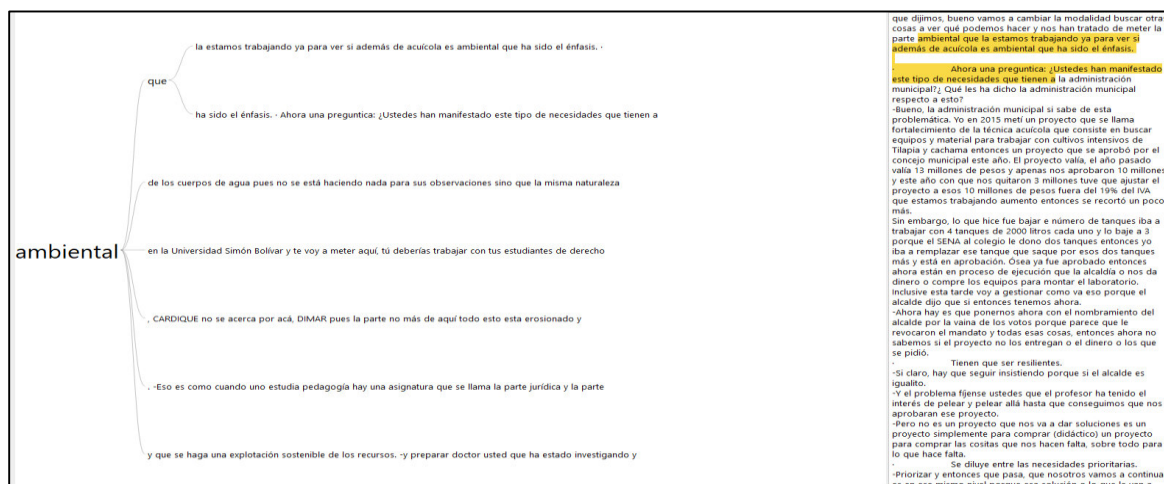 la estamos trabajando ya para ver si además de acuícola es ambiental que ha sido el énfasis. ·
que
ha sido el énfasis. · Ahora una preguntica: ¿Ustedes han manifestado este tipo de necesidades que tienen a
de los cuerpos de agua pues no se está haciendo nada para sus observaciones sino que la misma naturaleza
ambiental
en la Universidad Simón Bolívar y te voy a meter aquí, tú deberías trabajar con tus estudiantes de derecho
, CARDIQUE no se acerca por acá, DIMAR pues la parte no más de aquí todo esto esta erosionado y
. -Eso es como cuando uno estudia pedagogía hay una asignatura que se llama la parte jurídica y la parte
y que se haga una explotación sostenible de los recursos. -y preparar doctor usted que ha estado investigando y
que dijimos, bueno vamos a cambiar la modalidad buscar otras
cosas a ver qué podemos hacer y nos han tratado de meter la
parte ambiental que la estamos trabajando ya para ver si
además de acuícola es ambiental que ha sido el énfasis.
· Ahora una preguntica: ¿Ustedes han manifestado
este tipo de necesidades que tienen a la administración
municipal?¿ Qué les ha dicho la administración municipal
respecto a esto?
-Bueno, la administración municipal si sabe de esta
problemática. Yo en 2015 metí un proyecto que se llama
fortalecimiento de la técnica acuícola que consiste en buscar
equipos y material para trabajar con cultivos intensivos de
Tilapia y cachama entonces un proyecto que se aprobó por el
concejo municipal este año. El proyecto valía, el año pasado
valía 13 millones de pesos y apenas nos aprobaron 10 millones
y este año con que nos quitaron 3 millones tuve que ajustar el
proyecto a esos 10 millones de pesos fuera del 19% del IVA
que estamos trabajando aumento entonces se recortó un poco
más.
Sin embargo, lo que hice fue bajar e número de tanques iba a
trabajar con 4 tanques de 2000 litros cada uno y lo baje a 3
porque el SENA al colegio le dono dos tanques entonces yo
iba a remplazar ese tanque que saque por esos dos tanques
más y está en aprobación. Ósea ya fue aprobado entonces
ahora están en proceso de ejecución que la alcaldía o nos da
dinero o compre los equipos para montar el laboratorio.
Inclusive esta tarde voy a gestionar como va eso porque el
alcalde dijo que si entonces tenemos ahora.
-Ahora hay es que ponernos ahora con el nombramiento del
alcalde por la vaina de los votos porque parece que le
revocaron el mandato y todas esas cosas, entonces ahora no
sabemos si el proyecto no los entregan o el dinero o los que
se pidió.
· Tienen que ser resilientes.
-Si claro, hay que seguir insistiendo porque si el alcalde es
igualito.
-Y el problema fíjense ustedes que el profesor ha tenido el
interés de pelear y pelear allá hasta que conseguimos que nos
aprobaran ese proyecto.
-Pero no es un proyecto que nos va a dar soluciones es un
proyecto simplemente para comprar (didáctico) un proyecto
para comprar las cositas que nos hacen falta, sobre todo para
lo que hace falta.
· Se diluye entre las necesidades prioritarias.
-Priorizar y entonces que pasa, que nosotros vamos a continua